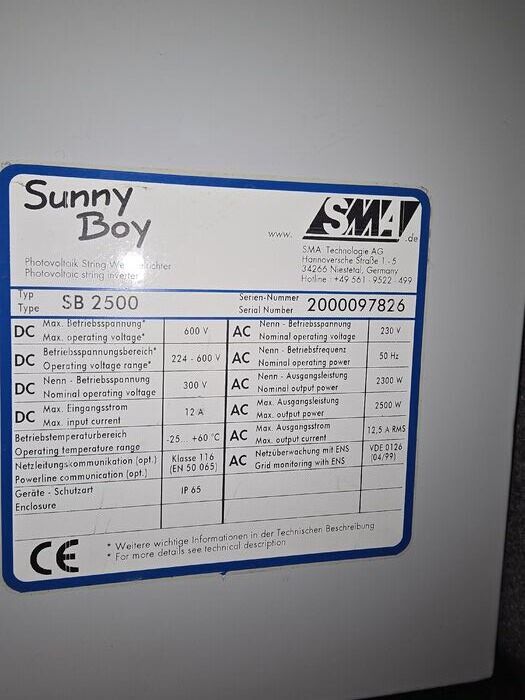 Sunny
Boy
www. SMA .de
SMA Technologie AG
Hannoversche Straße 1 - 5
34266 Niestetal, Germany
Hotline: +49 561 - 9522 - 499
Photovoltaik String Wechselrichter
Photovoltaic string inverter
Typ
Type SB 2500
Serien-Nummer
Serial Number 2000097826
DC Max. Betriebsspannung*
Max. operating voltage* 600 V
DC Betriebsspannungsbereich*
Operating voltage range* 224 - 600 V
DC Nenn - Betriebsspannung
Nominal operating voltage 300 V
DC Max. Eingangsstrom
Max. input current 12 A
Betriebstemperaturbereich
Operating temperature range -25... +60 °C
Netzleitungskommunikation (opt.)
Powerline communication (opt.) Klasse 116
(EN 50 065)
Geräte - Schutzart
Enclosure IP 65
AC Nenn - Betriebsspannung
Nominal operating voltage 230 V
AC Nenn - Betriebsfrequenz
Nominal operating power 50 Hz
AC Nenn - Ausgangsleistung
Nominal output power 2300 W
AC Max. Ausgangsleistung
Max. output power 2500 W
AC Max. Ausgangsstrom
Max. output current 12,5 A RMS
AC Netzüberwachung mit ENS
Grid monitoring with ENS VDE 0126
(04/99)
CE
* Weitere wichtige Informationen in der Technischen Beschreibung
* For more details see technical description